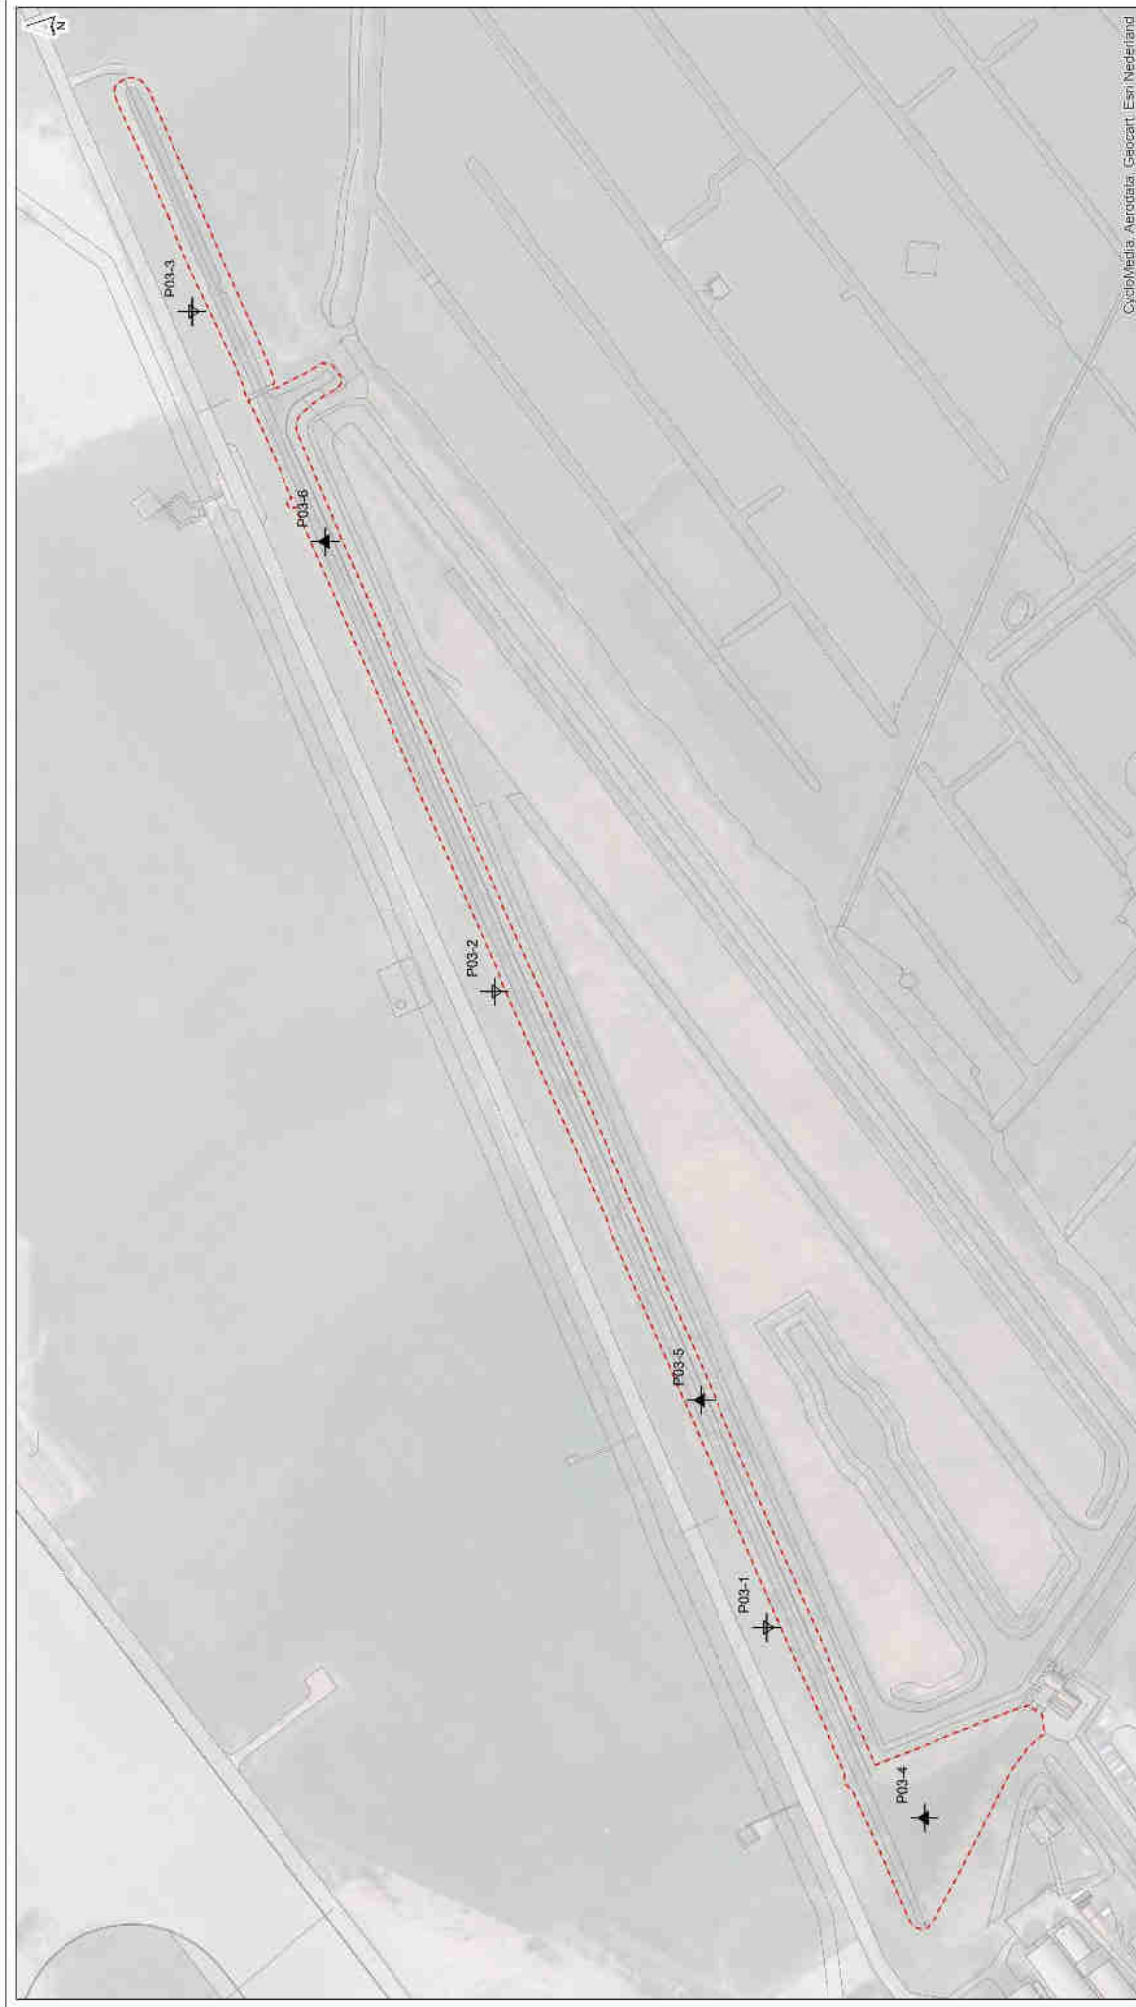 N
P03-3
P03-6
P03-2
P03-5
P03-1
P03-4
CycloMedia, Aerodata, Geocart, Esri Nederland